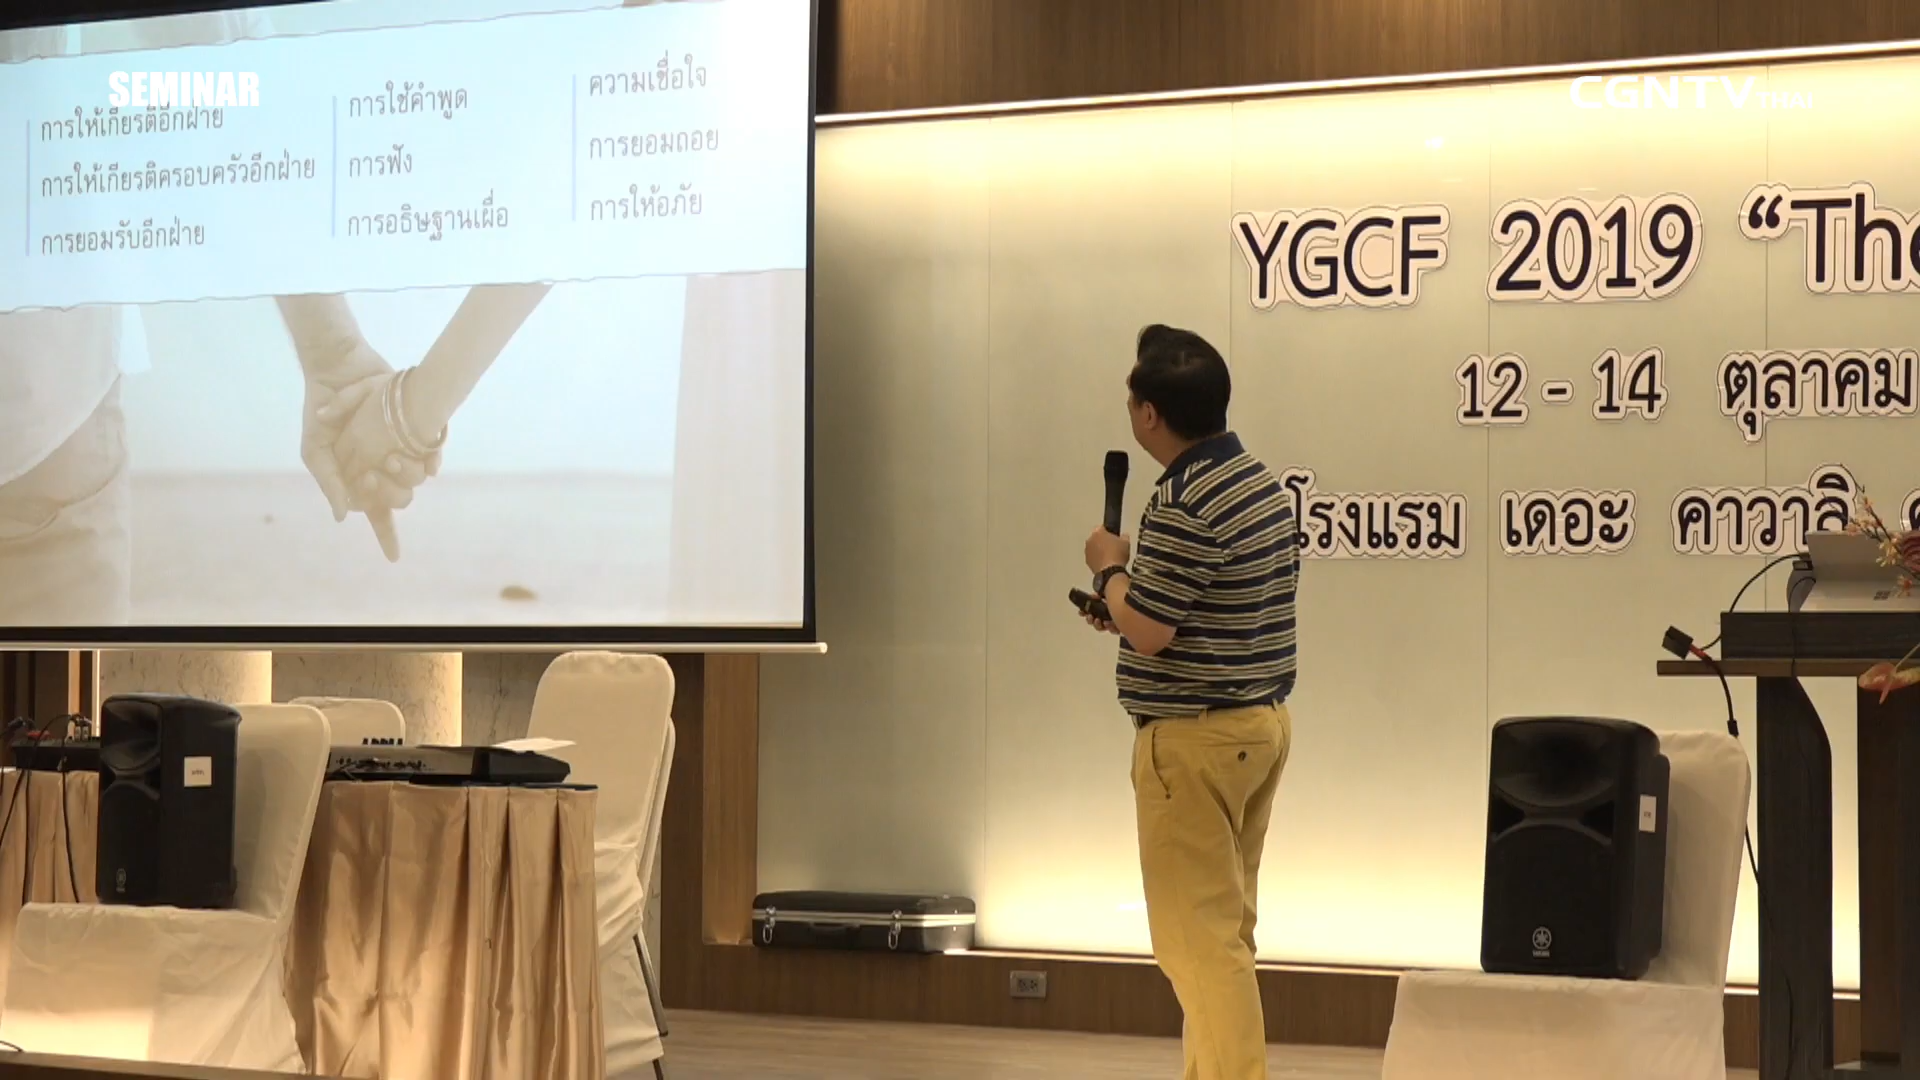 SEMINAR
CGNTV THAI
การให้เกียรติอีกฝ่าย
การให้เกียรติครอบครัวอีกฝ่าย
การยอมรับอีกฝ่าย
การใช้คำพูด
การฟัง
การอธิษฐานเผื่อ
ความเชื่อใจ
การยอมถอย
การให้อภัย
YGCF 2019 “The
12 - 14 ตุลาคม
โรงแรม เดอะ คาวาลิ